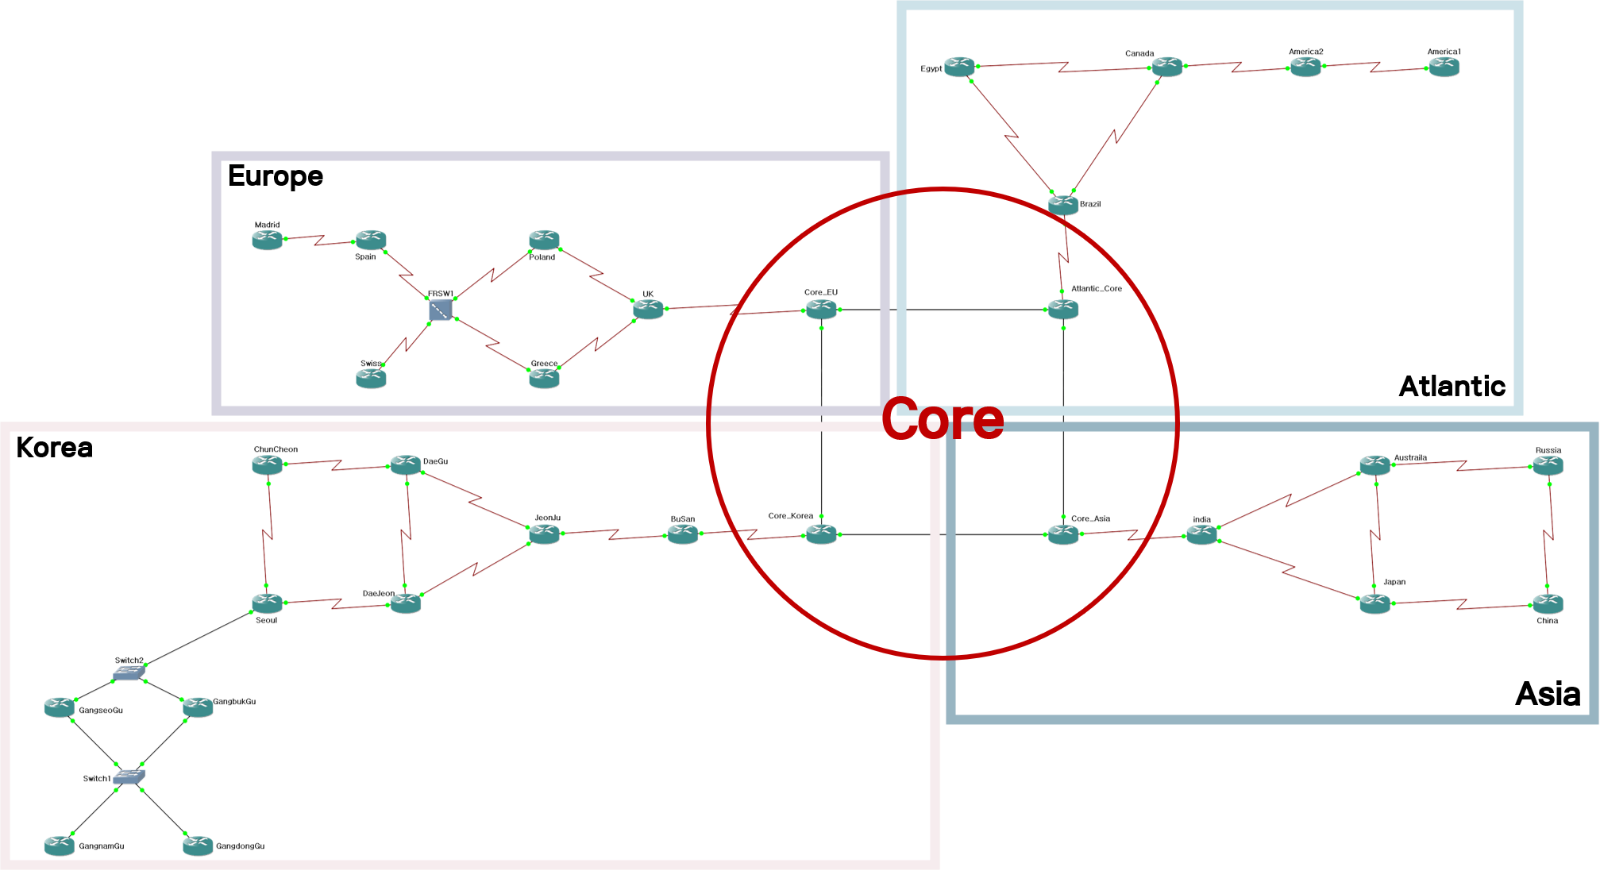 Egypt
Canada
America2
America1
Brazil
Atlantic_Core
Atlantic
Europe
Madrid
Spain
Poland
FRSW1
UK
Swiss
Greece
Core_EU
Core
Korea
ChunCheon
DaeGu
JeonJu
BuSan
Core_Korea
DaeJeon
Seoul
Switch2
GangseoGu
GangbukGu
Switch1
GangnamGu
GangdongGu
Core_Asia
india
Austraila
Russia
Japan
China
Asia